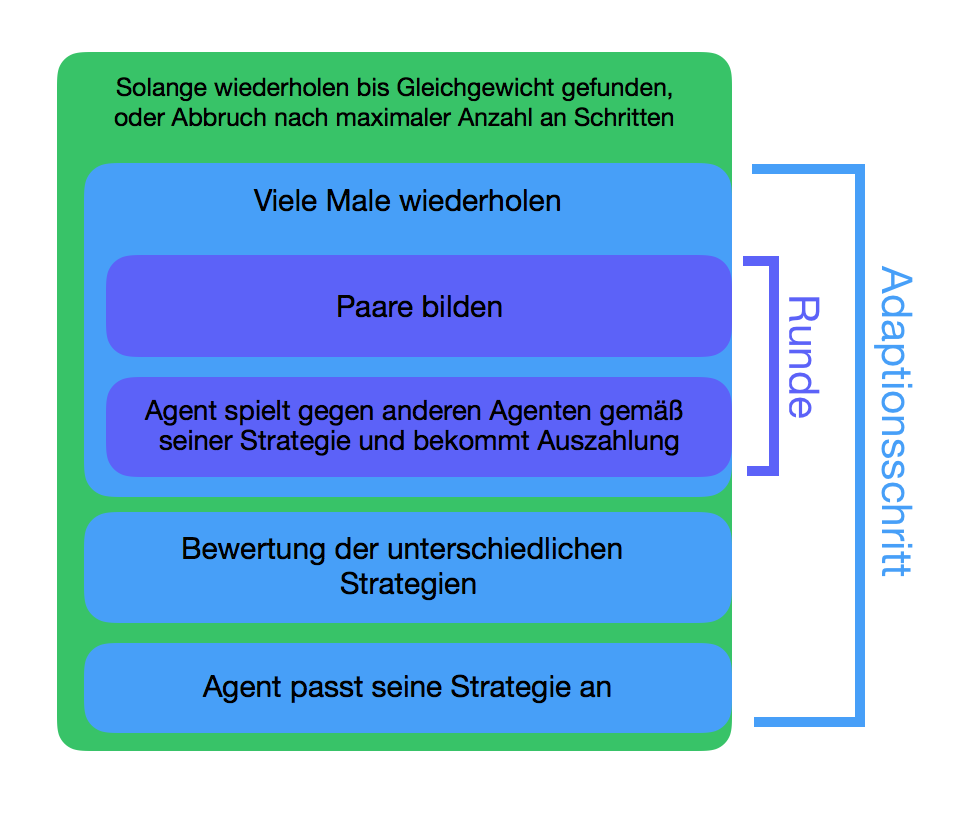 Solange wiederholen bis Gleichgewicht gefunden,
oder Abbruch nach maximaler Anzahl an Schritten
Viele Male wiederholen
Paare bilden
Agent spielt gegen anderen Agenten gemäß
seiner Strategie und bekommt Auszahlung
Runde
Bewertung der unterschiedlichen
Strategien
Agent passt seine Strategie an
Adaptionsschritt